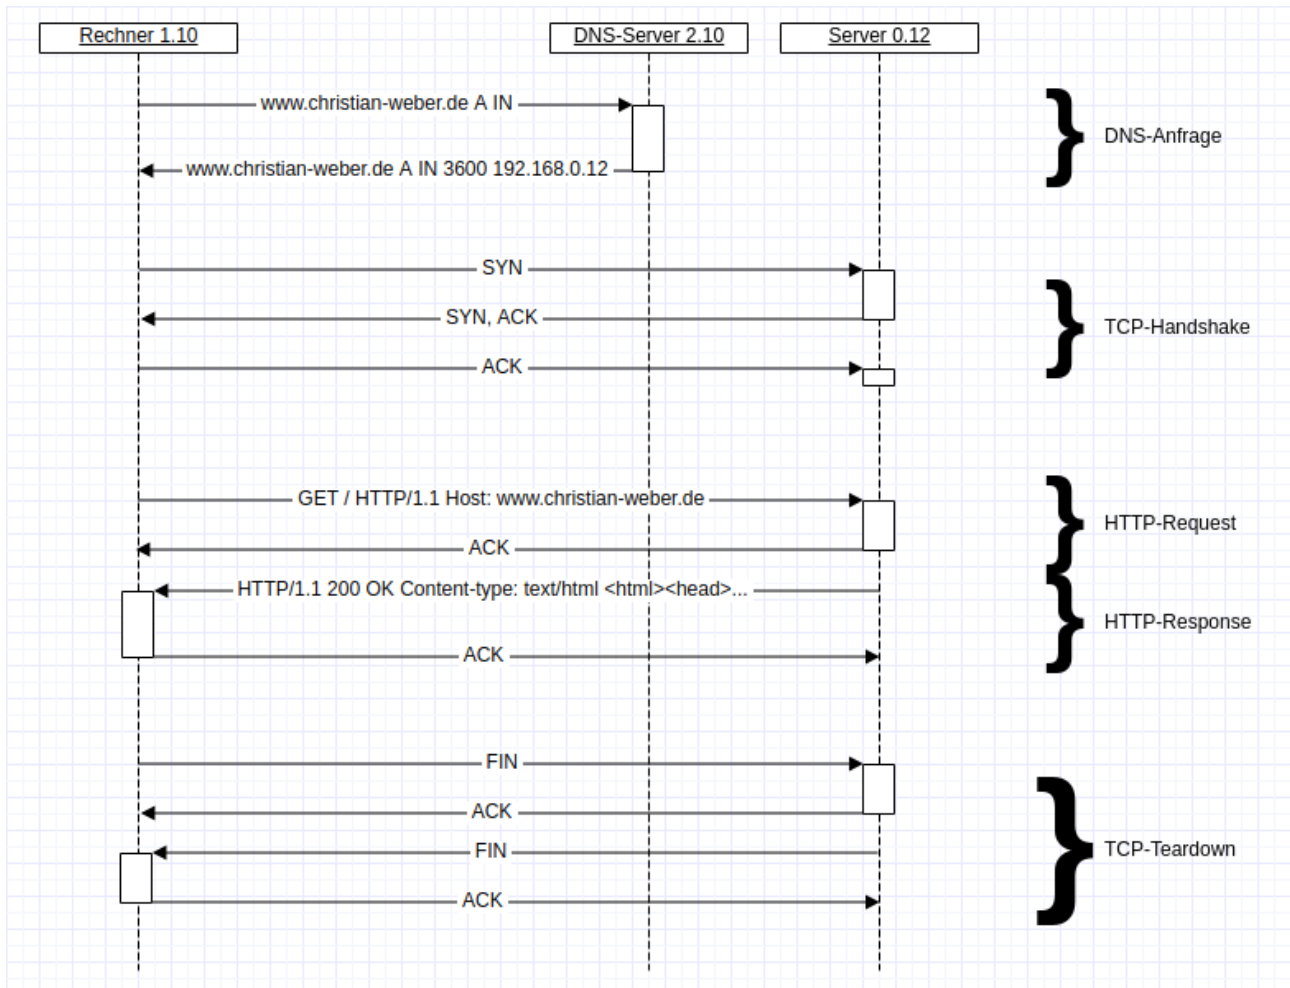 Rechner 1.10
DNS-Server 2.10
Server 0.12
www.christian-weber.de A IN
DNS-Anfrage
www.christian-weber.de A IN 3600 192.168.0.12
SYN
SYN, ACK
TCP-Handshake
ACK
GET / HTTP/1.1 Host: www.christian-weber.de
HTTP-Request
ACK
HTTP/1.1 200 OK Content-type: text/html <html><head>...
HTTP-Response
ACK
FIN
ACK
FIN
TCP-Teardown
ACK